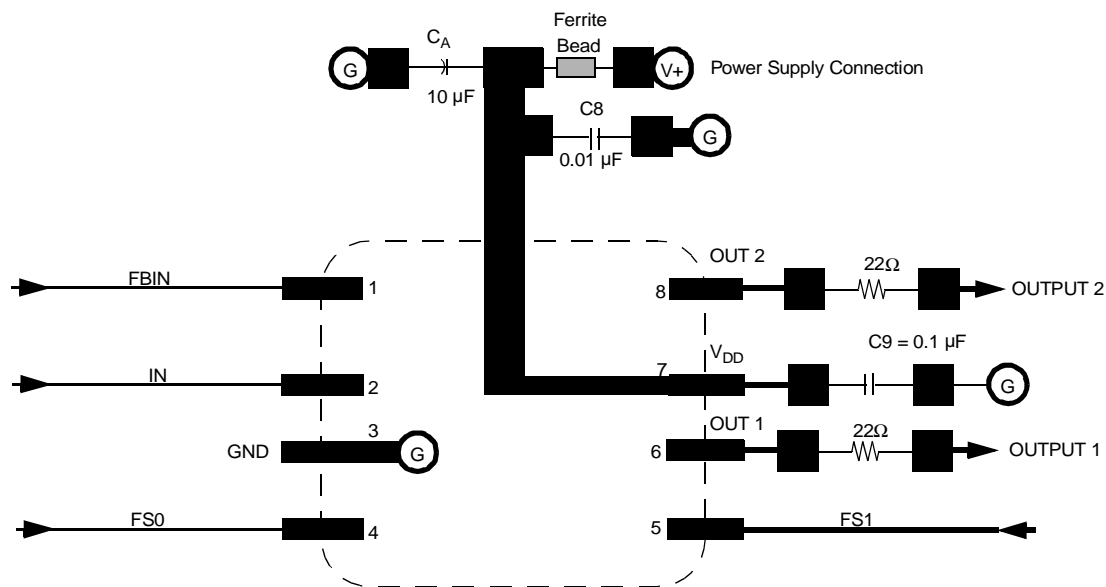 Ferrite
Bead
C_A
G
V+
Power Supply Connection
10 µF
C8
G
0.01 µF
OUT 2
22Ω
FBIN
1
8
OUTPUT 2
C9 = 0.1 µF
V_DD
7
IN
2
G
3
OUT 1
22Ω
GND
G
6
OUTPUT 1
FS0
4
5
FS1